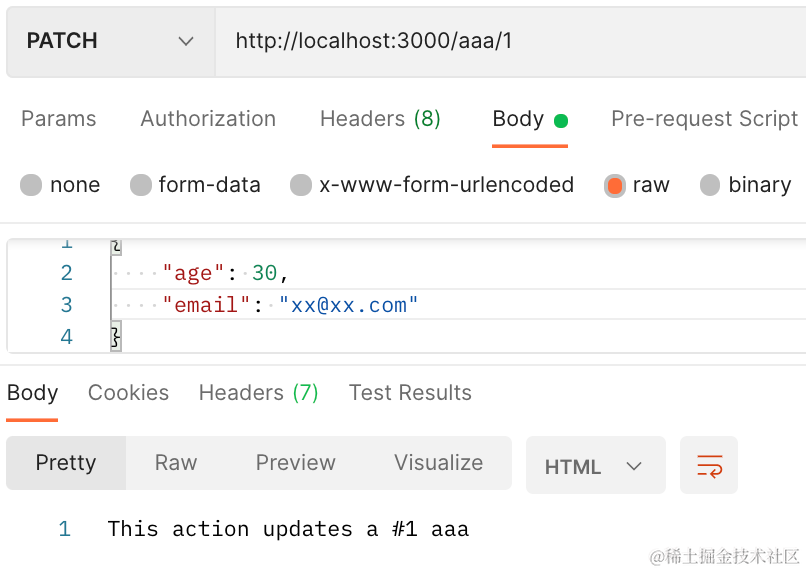 PATCH http://localhost:3000/aaa/1
Params Authorization Headers (8) Body Pre-request Script
none form-data x-www-form-urlencoded raw binary
1 {
2 "age": 30,
3 "email": "xx@xx.com"
4 }
Body Cookies Headers (7) Test Results
Pretty Raw Preview Visualize HTML
1 This action updates a #1 aaa
@稀土掘金技术社区